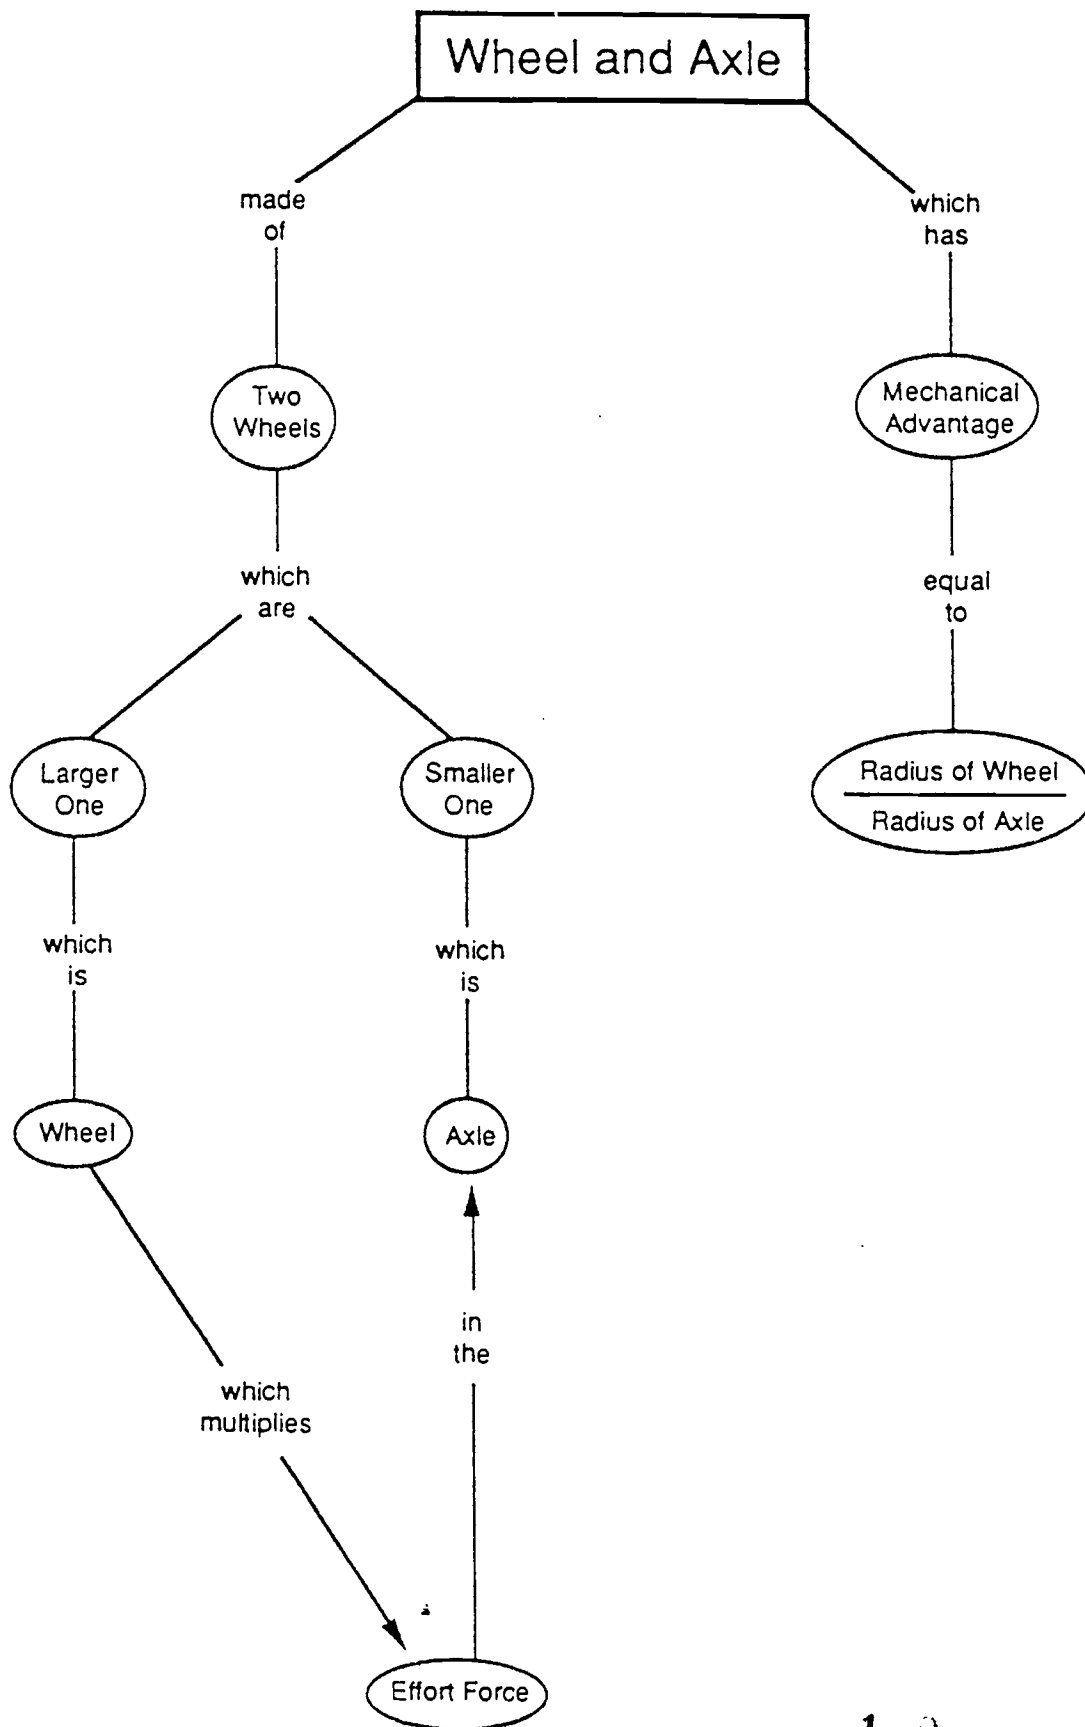 Wheel and Axle
made
of
which
has
Two
Wheels
Mechanical
Advantage
which
are
equal
to
Larger
One
Smaller
One
Radius of Wheel
Radius of Axle
which
is
which
is
Wheel
Axle
in
the
which
multiplies
Effort Force
1